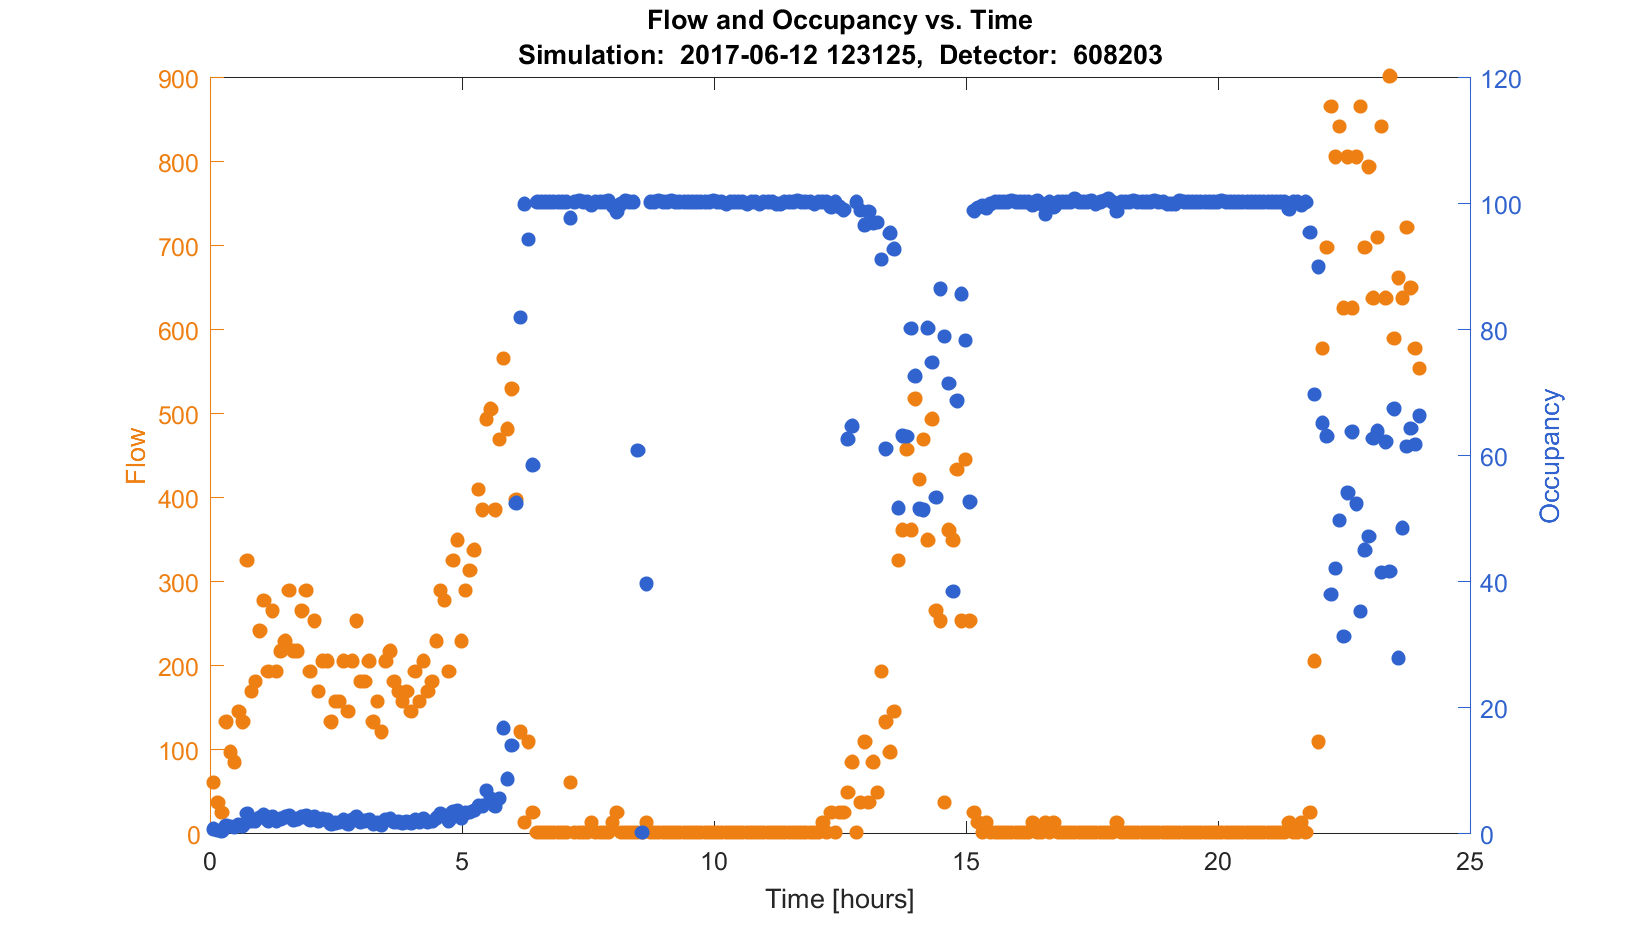 Flow and Occupancy vs. Time
Simulation:  2017-06-12 123125,  Detector:  608203
900
800
700
600
500
400
300
200
100
0
Flow
120
100
80
60
40
20
0
Occupancy
0 5 10 15 20 25
Time [hours]